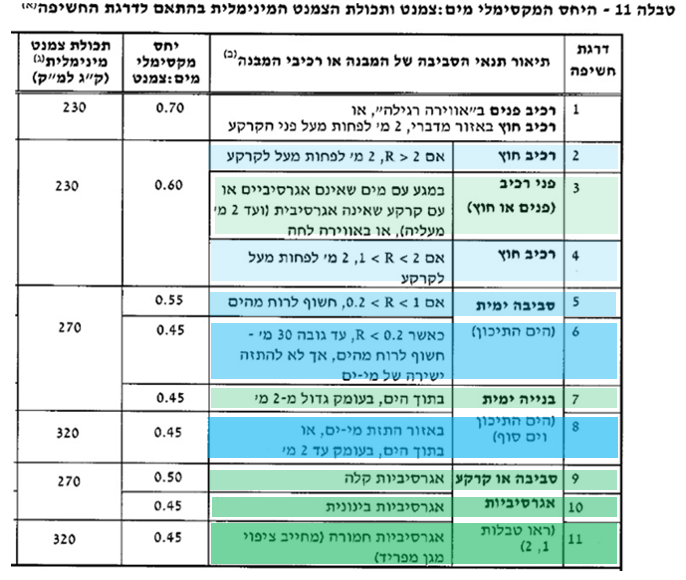 טבלה 11 - היחס המקסימלי מים:צמנט ותכולת הצמנט המינימלית בהתאם לדרגת החשיפה(א)
דרגת חשיפה | תיאור תנאי הסביבה של המבנה או רכיבי המבנה(ב) | יחס מקסימלי מים:צמנט | תכולת צמנט מינימלית(ג) (ק״ג למ״ק)
1 | רכיב פנים ב״אווירה רגילה״, או | 0.70 | 230
רכיב חוץ באזור מדברי, 2 מ׳ לפחות מעל פני הקרקע
2 | רכיב חוץ | אם R > 2, 2 מ׳ לפחות מעל לקרקע
3 | פני רכיב | במגע עם מים שאינם אגרסיביים או | 0.60 | 230
(פנים או חוץ) | עם קרקע שאינה אגרסיבית (ועד 2 מ׳
מעליה), או באווירה לחה
4 | רכיב חוץ | אם 1 < R < 2, 2 מ׳ לפחות מעל
לקרקע
5 | סביבה ימית | אם 0.2 < R < 1, חשוף לרוח מהים | 0.55 | 270
6 | (הים התיכון) | כאשר R < 0.2, עד גובה 30 מ׳ - | 0.45
חשוף לרוח מהים, אך לא להתזה
ישירה של מי-ים
7 | בנייה ימית | בתוך הים, בעומק גדול מ-2 מ׳ | 0.45
8 | (הים התיכון | באזור התזת מי-ים, או | 0.45 | 320
וים סוף) | בתוך הים, בעומק עד 2 מ׳
9 | סביבה או קרקע | אגרסיביות קלה | 0.50 | 270
10 | אגרסיביות | אגרסיביות בינונית | 0.45
11 | (ראו טבלות | אגרסיביות חמורה (מחייב ציפוי | 0.45 | 320
1, 2) | מגן מפריד)